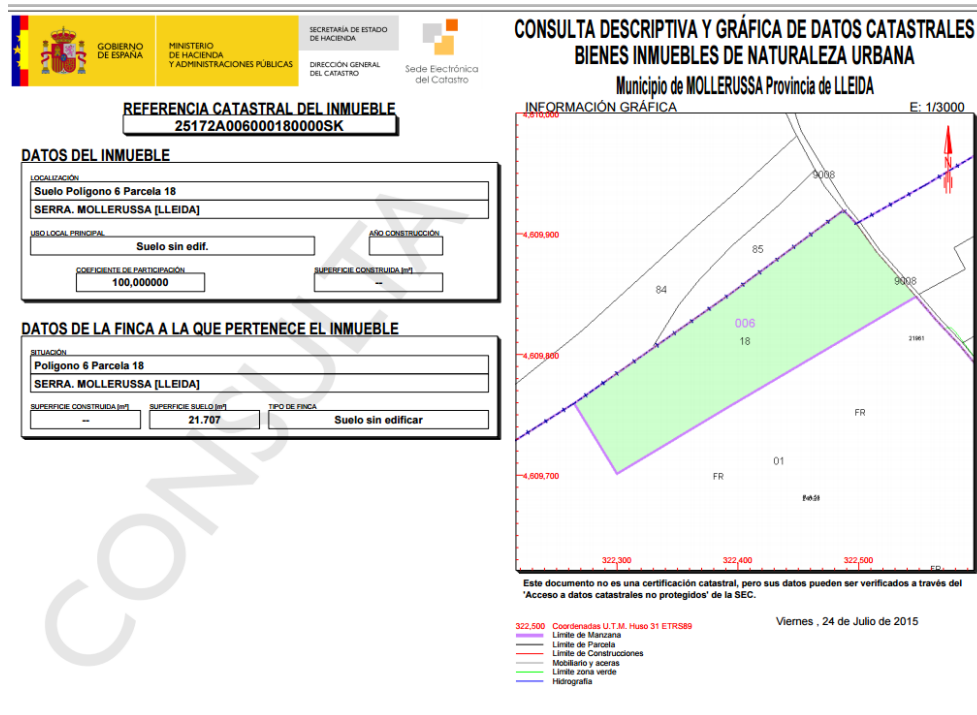 GOBIERNO
DE ESPAÑA
MINISTERIO
DE HACIENDA
Y ADMINISTRACIONES PÚBLICAS
SECRETARÍA DE ESTADO
DE HACIENDA
DIRECCIÓN GENERAL
DEL CATASTRO
Sede Electrónica
del Catastro
REFERENCIA CATASTRAL DEL INMUEBLE
25172A006000180000SK
DATOS DEL INMUEBLE
LOCALIZACIÓN
Suelo Poligono 6 Parcela 18
SERRA. MOLLERUSSA [LLEIDA]
USO LOCAL PRINCIPAL
Suelo sin edif.
AÑO CONSTRUCCIÓN
COEFICIENTE DE PARTICIPACIÓN
100,000000
SUPERFICIE CONSTRUIDA [m²]
--
DATOS DE LA FINCA A LA QUE PERTENECE EL INMUEBLE
SITUACIÓN
Poligono 6 Parcela 18
SERRA. MOLLERUSSA [LLEIDA]
SUPERFICIE CONSTRUIDA [m²]
--
SUPERFICIE SUELO [m²]
21.707
TIPO DE FINCA
Suelo sin edificar
CONSULTA
CONSULTA DESCRIPTIVA Y GRÁFICA DE DATOS CATASTRALES
BIENES INMUEBLES DE NATURALEZA URBANA
Municipio de MOLLERUSSA Provincia de LLEIDA
INFORMACIÓN GRÁFICA
E: 1/3000
4,610,000
N
9008
4,609,900
85
84
9008
006
18
21961
4,609,800
FR
01
4,609,700
FR
322,300
322,400
322,500
FR
Este documento no es una certificación catastral, pero sus datos pueden ser verificados a través del
'Acceso a datos catastrales no protegidos' de la SEC.
Viernes , 24 de Julio de 2015
322,500 Coordenadas U.T.M. Huso 31 ETRS89
Límite de Manzana
Límite de Parcela
Límite de Construcciones
Mobiliario y aceras
Límite zona verde
Hidrografía